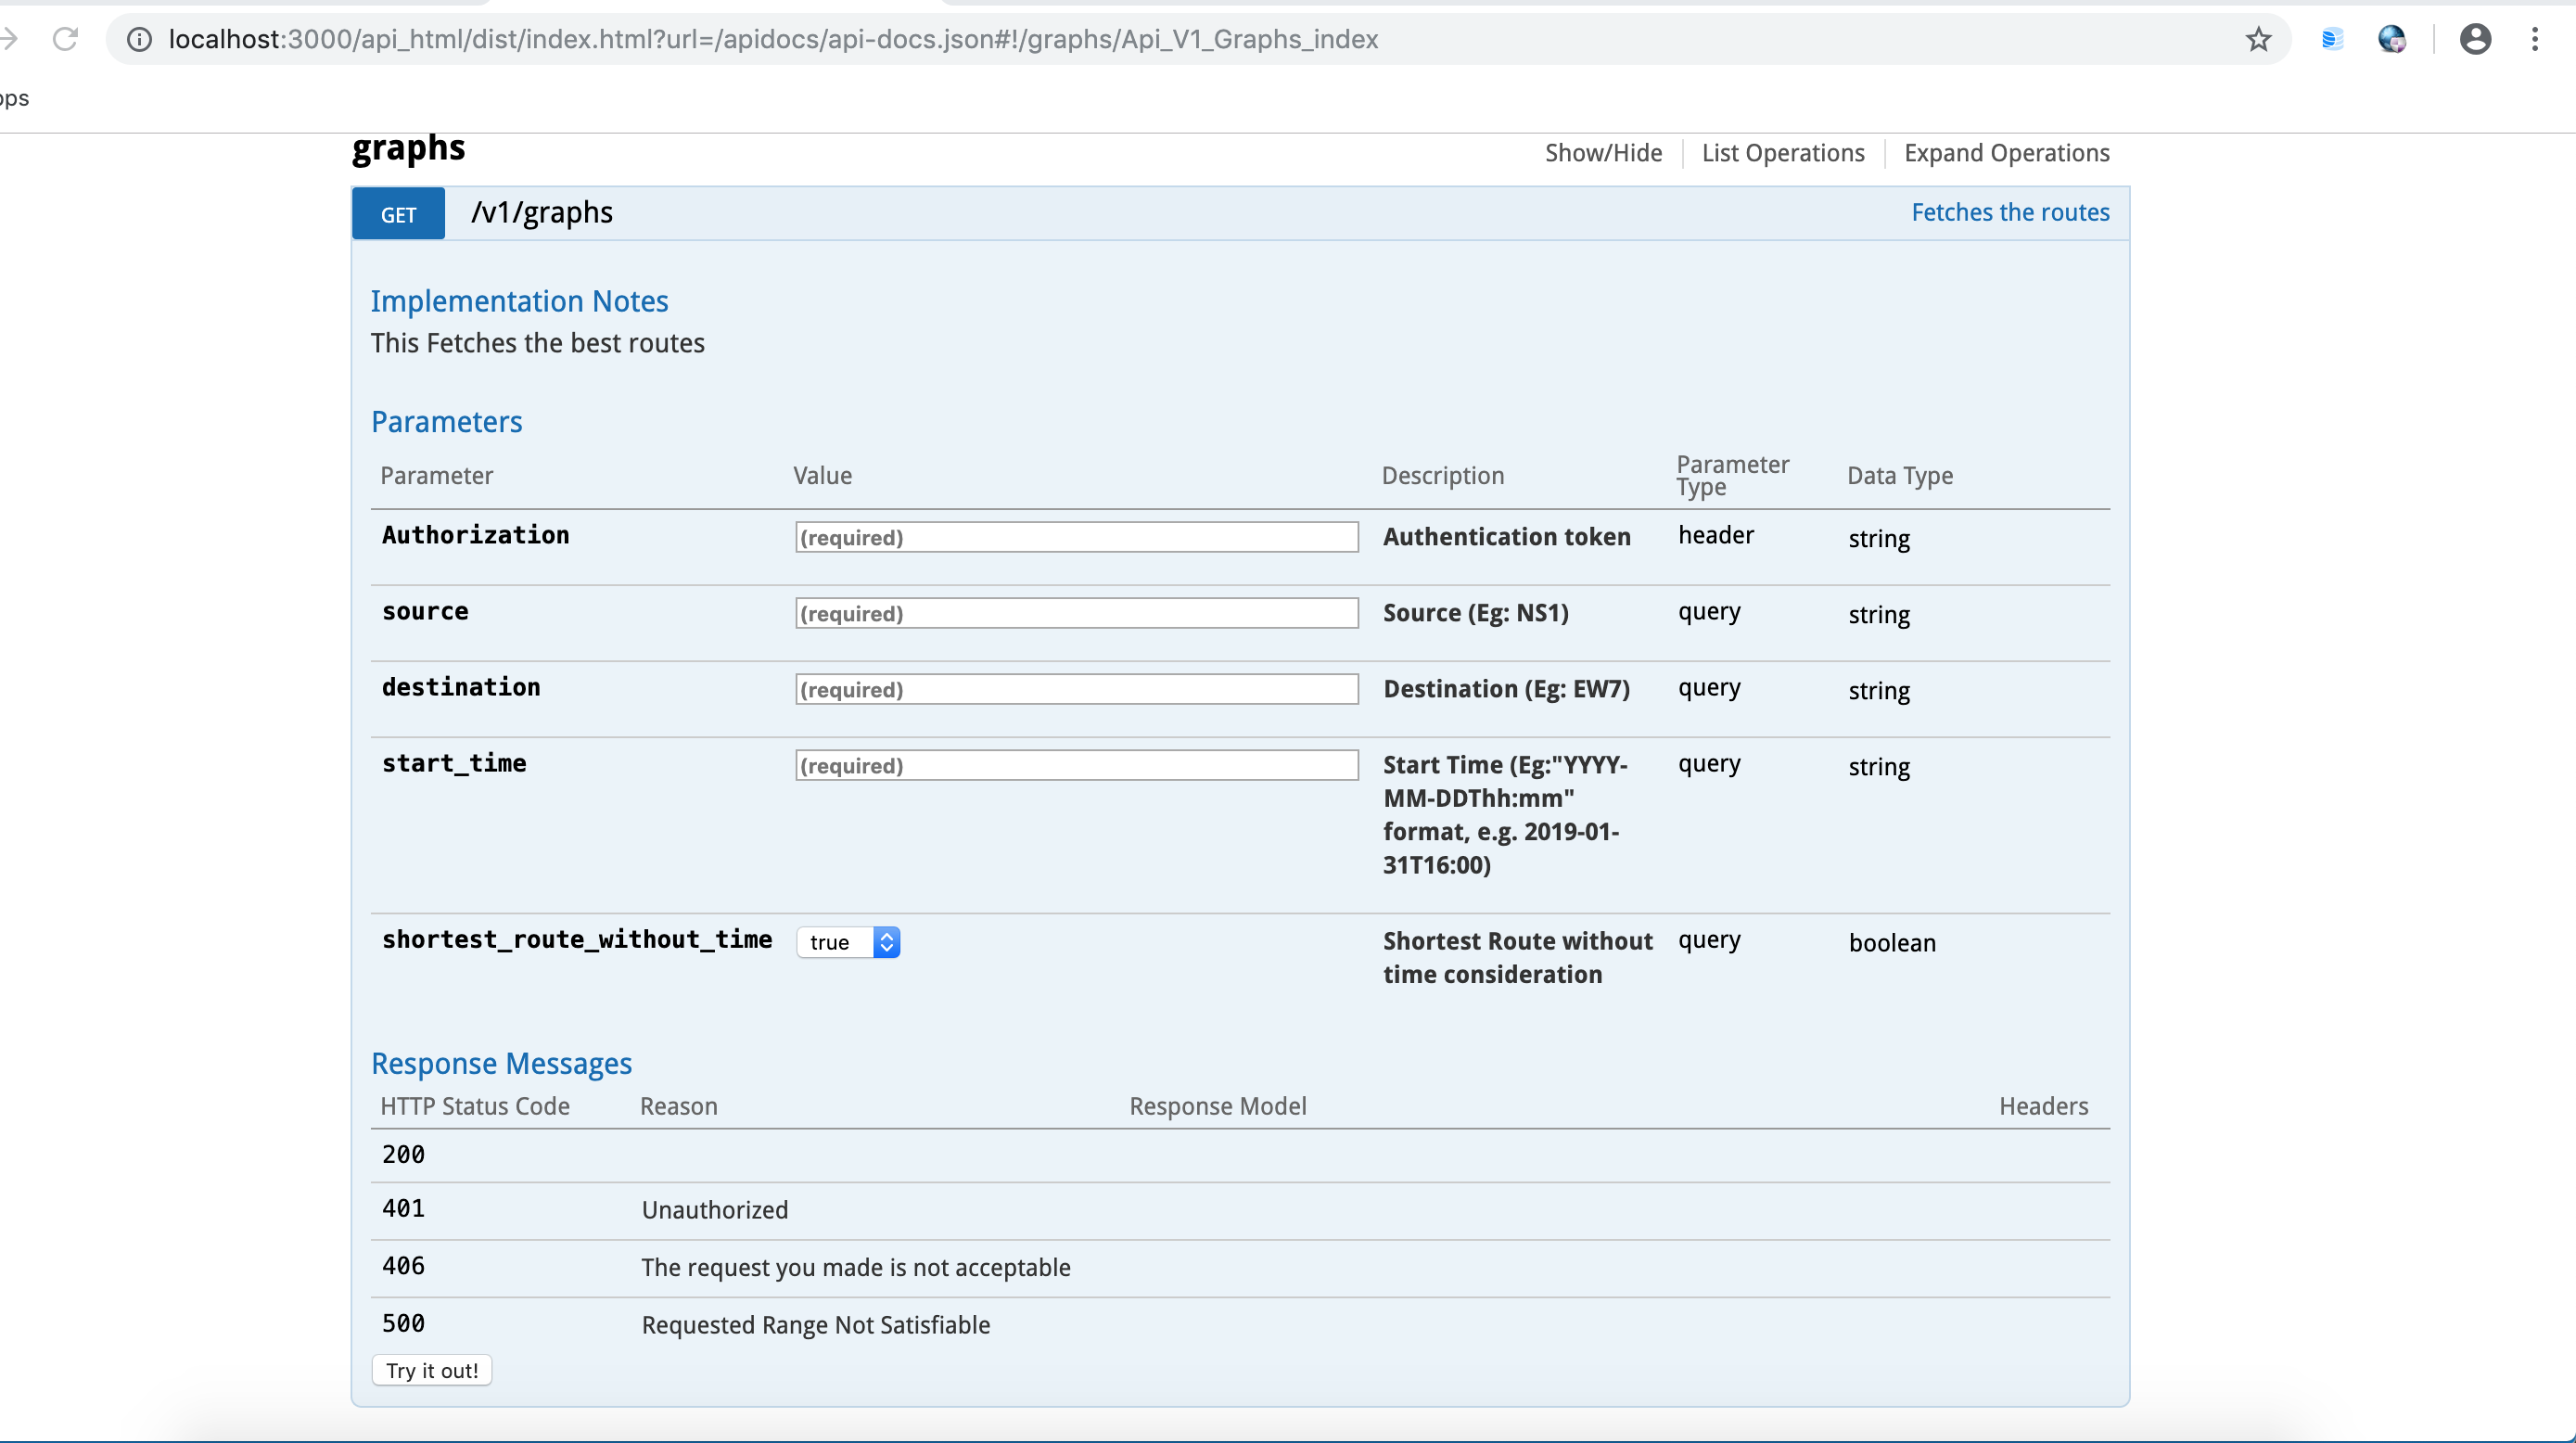 localhost:3000/api_html/dist/index.html?url=/apidocs/api-docs.json#!/graphs/Api_V1_Graphs_index
graphs
Show/Hide List Operations Expand Operations
GET /v1/graphs Fetches the routes
Implementation Notes
This Fetches the best routes
Parameters
Parameter Value Description Parameter Type Data Type
Authorization (required) Authentication token header string
source (required) Source (Eg: NS1) query string
destination (required) Destination (Eg: EW7) query string
start_time (required) Start Time (Eg:"YYYY-
MM-DDThh:mm"
format, e.g. 2019-01-
31T16:00) query string
shortest_route_without_time true Shortest Route without
time consideration query boolean
Response Messages
HTTP Status Code Reason Response Model Headers
200
401 Unauthorized
406 The request you made is not acceptable
500 Requested Range Not Satisfiable
Try it out!